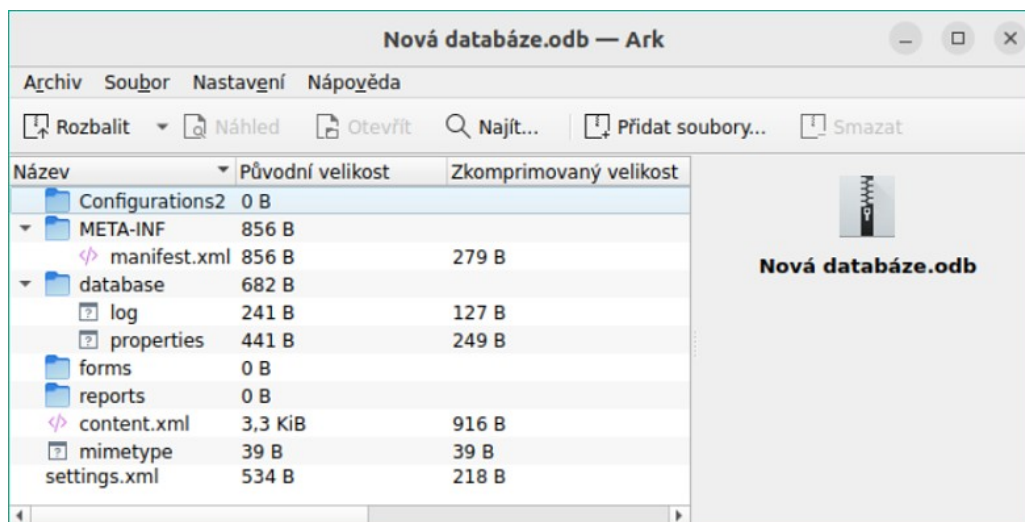 Nová databáze.odb — Ark
Archiv Soubor Nastavení Nápověda
Rozbalit Náhled Otevřít Najít... Přidat soubory... Smazat
Název Původní velikost Zkomprimovaný velikost
Configurations2 0 B
META-INF 856 B
manifest.xml 856 B 279 B
database 682 B
log 241 B 127 B
properties 441 B 249 B
forms 0 B
reports 0 B
content.xml 3,3 KiB 916 B
mimetype 39 B 39 B
settings.xml 534 B 218 B
Nová databáze.odb